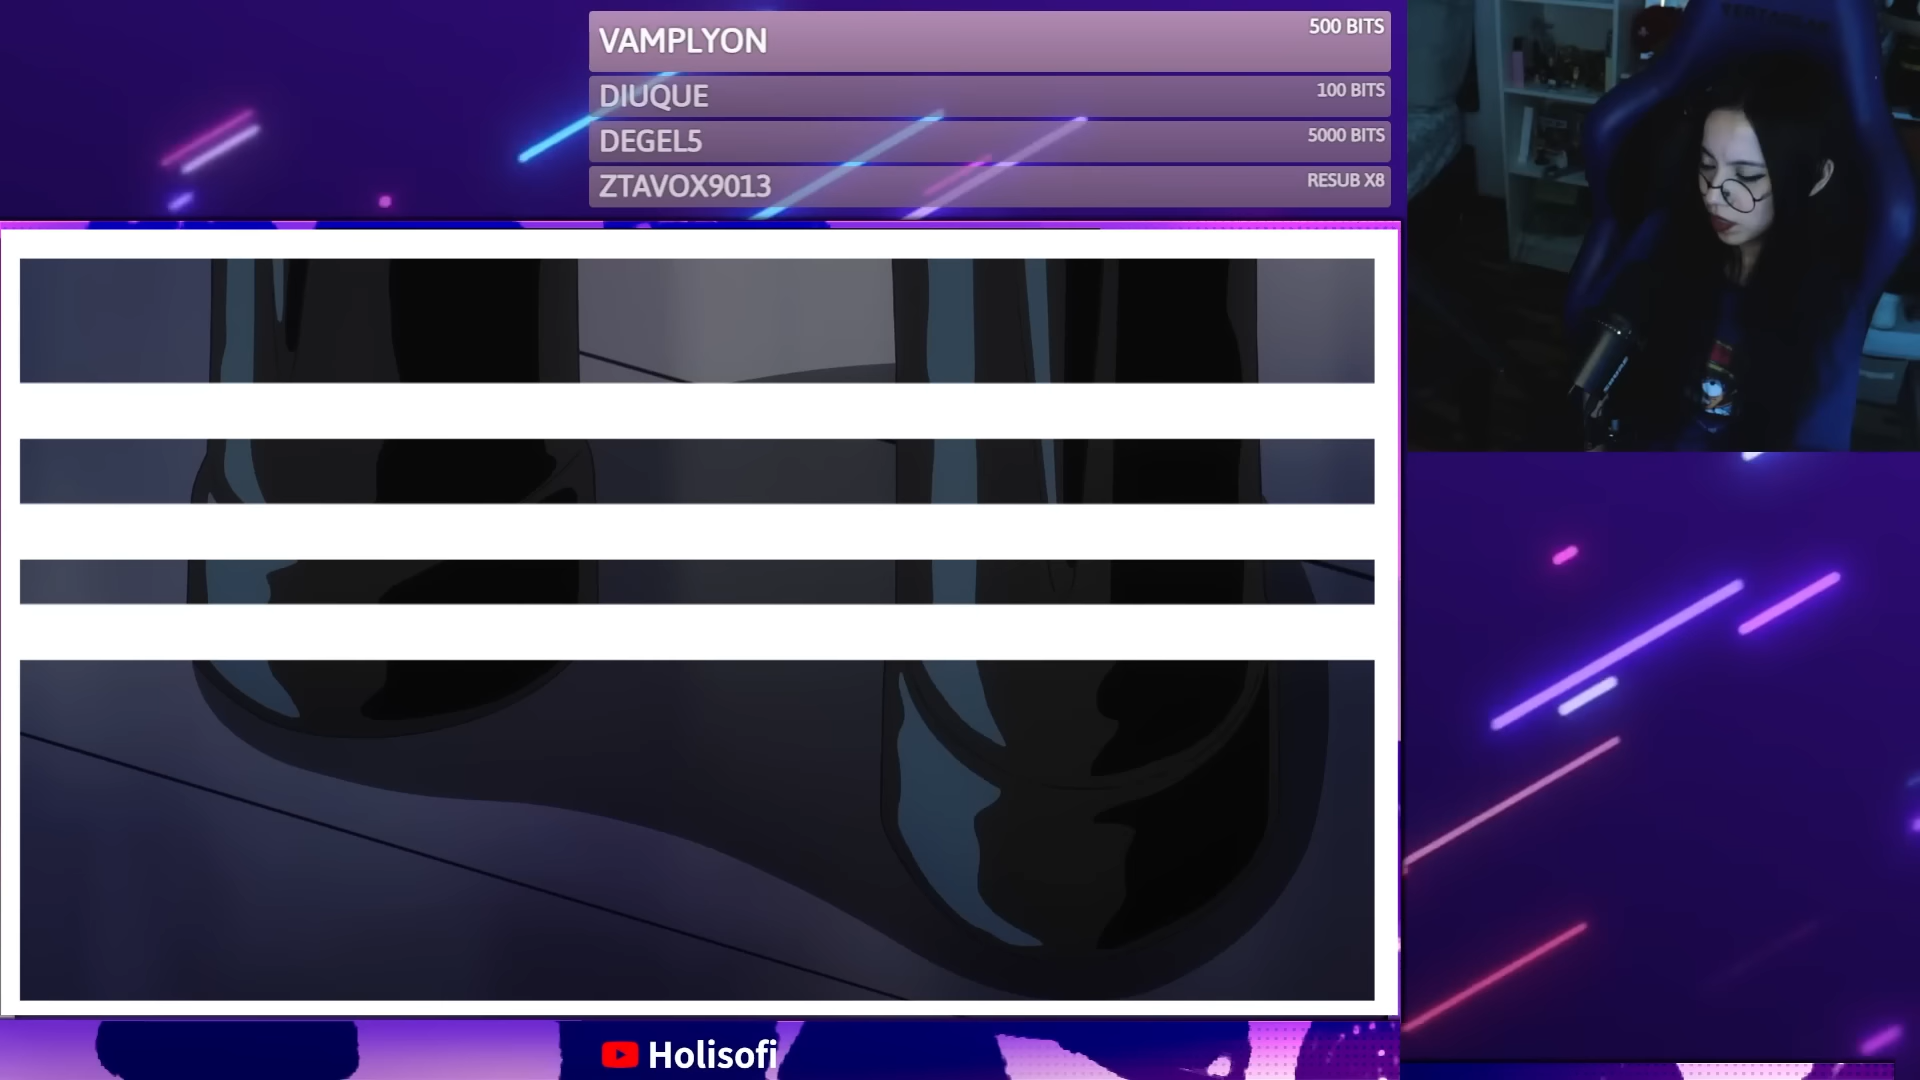 VAMPLYON 500 BITS
DIUQUE 100 BITS
DEGEL5 5000 BITS
ZTAVOX9013 RESUB X8
Holisofi